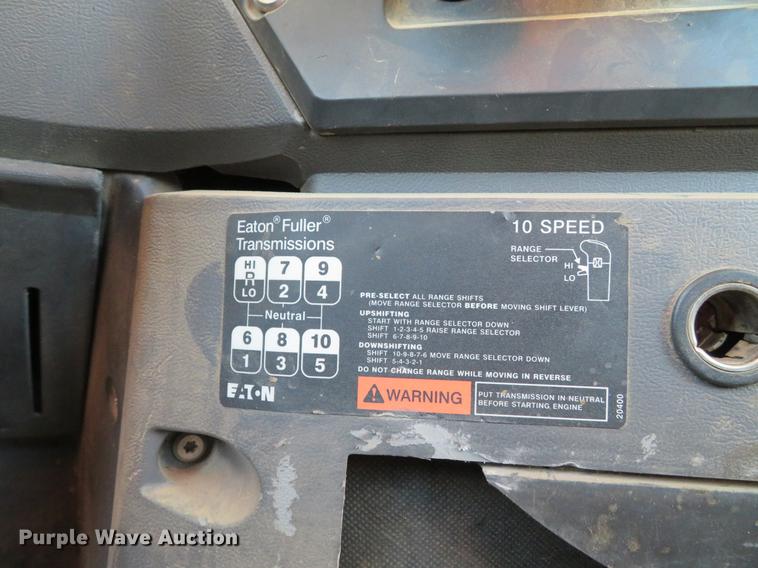 Eaton® Fuller®
Transmissions
10 SPEED
RANGE
SELECTOR
HI
LO
HI
R
LO
7
2
9
4
Neutral
6
1
8
3
10
5
PRE-SELECT ALL RANGE SHIFTS
(MOVE RANGE SELECTOR BEFORE MOVING SHIFT LEVER)
UPSHIFTING
START WITH RANGE SELECTOR DOWN
SHIFT 1-2-3-4-5 RAISE RANGE SELECTOR
SHIFT 6-7-8-9-10
DOWNSHIFTING
SHIFT 10-9-8-7-6 MOVE RANGE SELECTOR DOWN
SHIFT 5-4-3-2-1
DO NOT CHANGE RANGE WHILE MOVING IN REVERSE
EATON
WARNING
PUT TRANSMISSION IN NEUTRAL
BEFORE STARTING ENGINE
20400
Purple Wave Auction